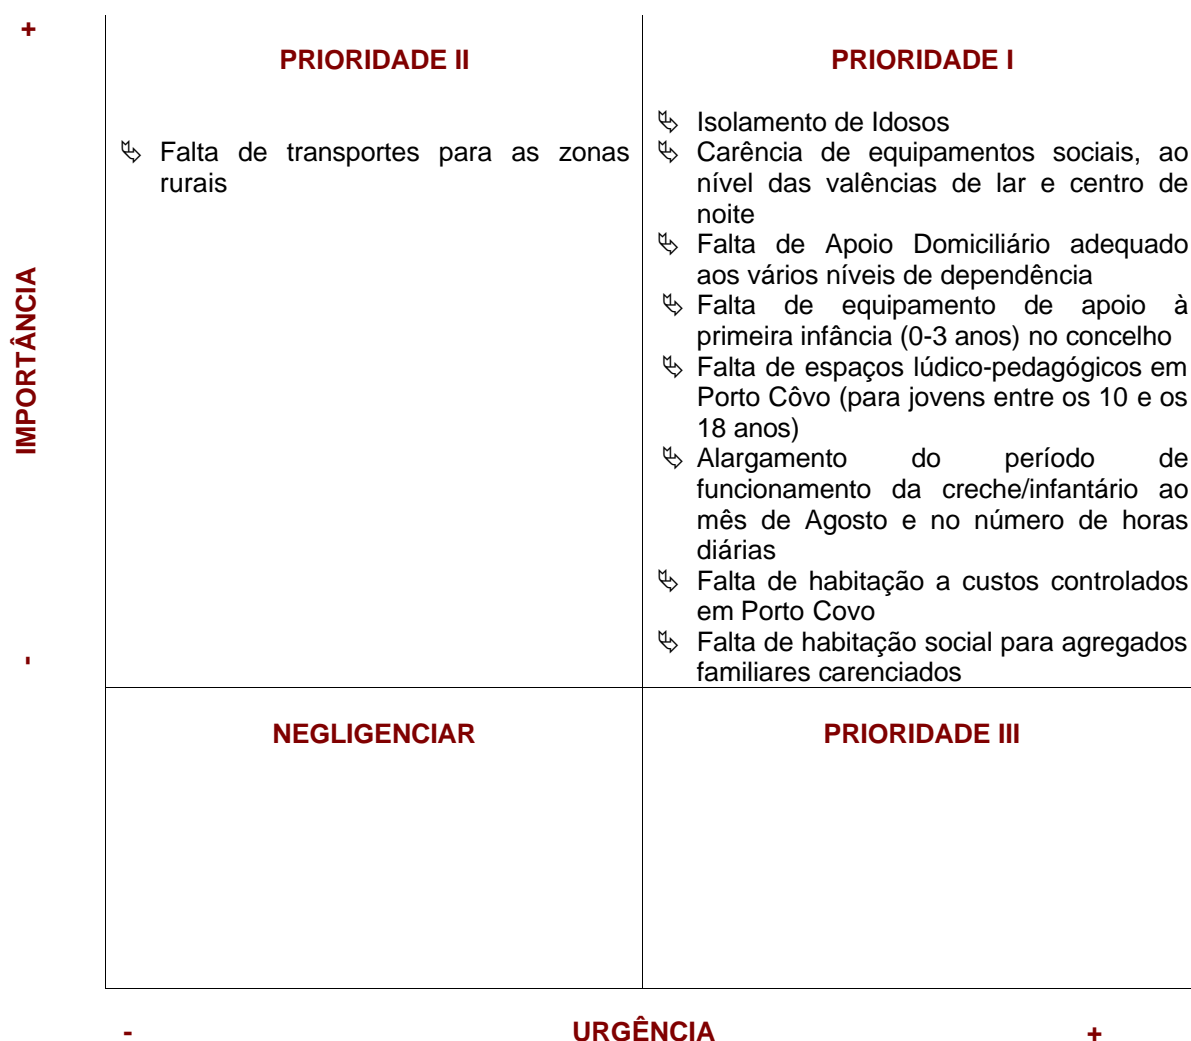 +
PRIORIDADE II
Falta de transportes para as zonas
rurais
PRIORIDADE I
Isolamento de Idosos
Carência de equipamentos sociais, ao
nível das valências de lar e centro de
noite
Falta de Apoio Domiciliário adequado
aos vários níveis de dependência
Falta de equipamento de apoio à
primeira infância (0-3 anos) no concelho
Falta de espaços lúdico-pedagógicos em
Porto Côvo (para jovens entre os 10 e os
18 anos)
Alargamento do período de
funcionamento da creche/infantário ao
mês de Agosto e no número de horas
diárias
Falta de habitação a custos controlados
em Porto Covo
Falta de habitação social para agregados
familiares carenciados
IMPORTÂNCIA
-
NEGLIGENCIAR
PRIORIDADE III
- URGÊNCIA +